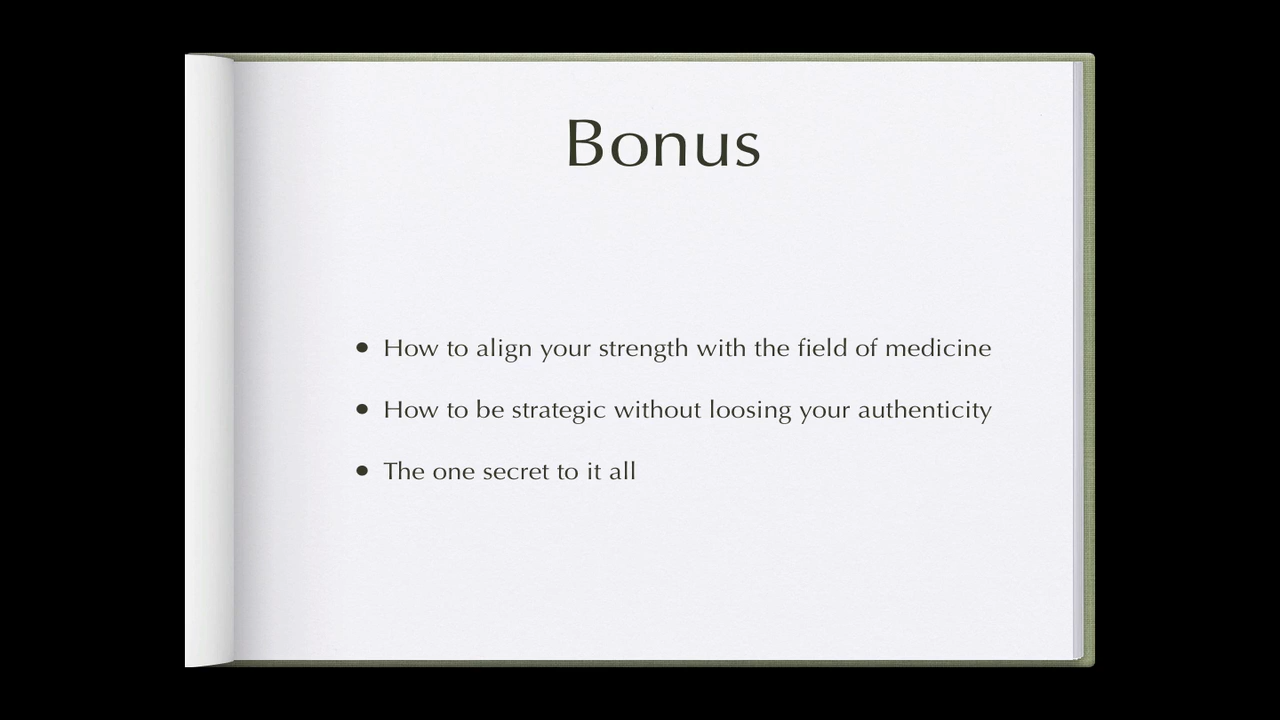 Bonus
• How to align your strength with the field of medicine
• How to be strategic without loosing your authenticity
• The one secret to it all